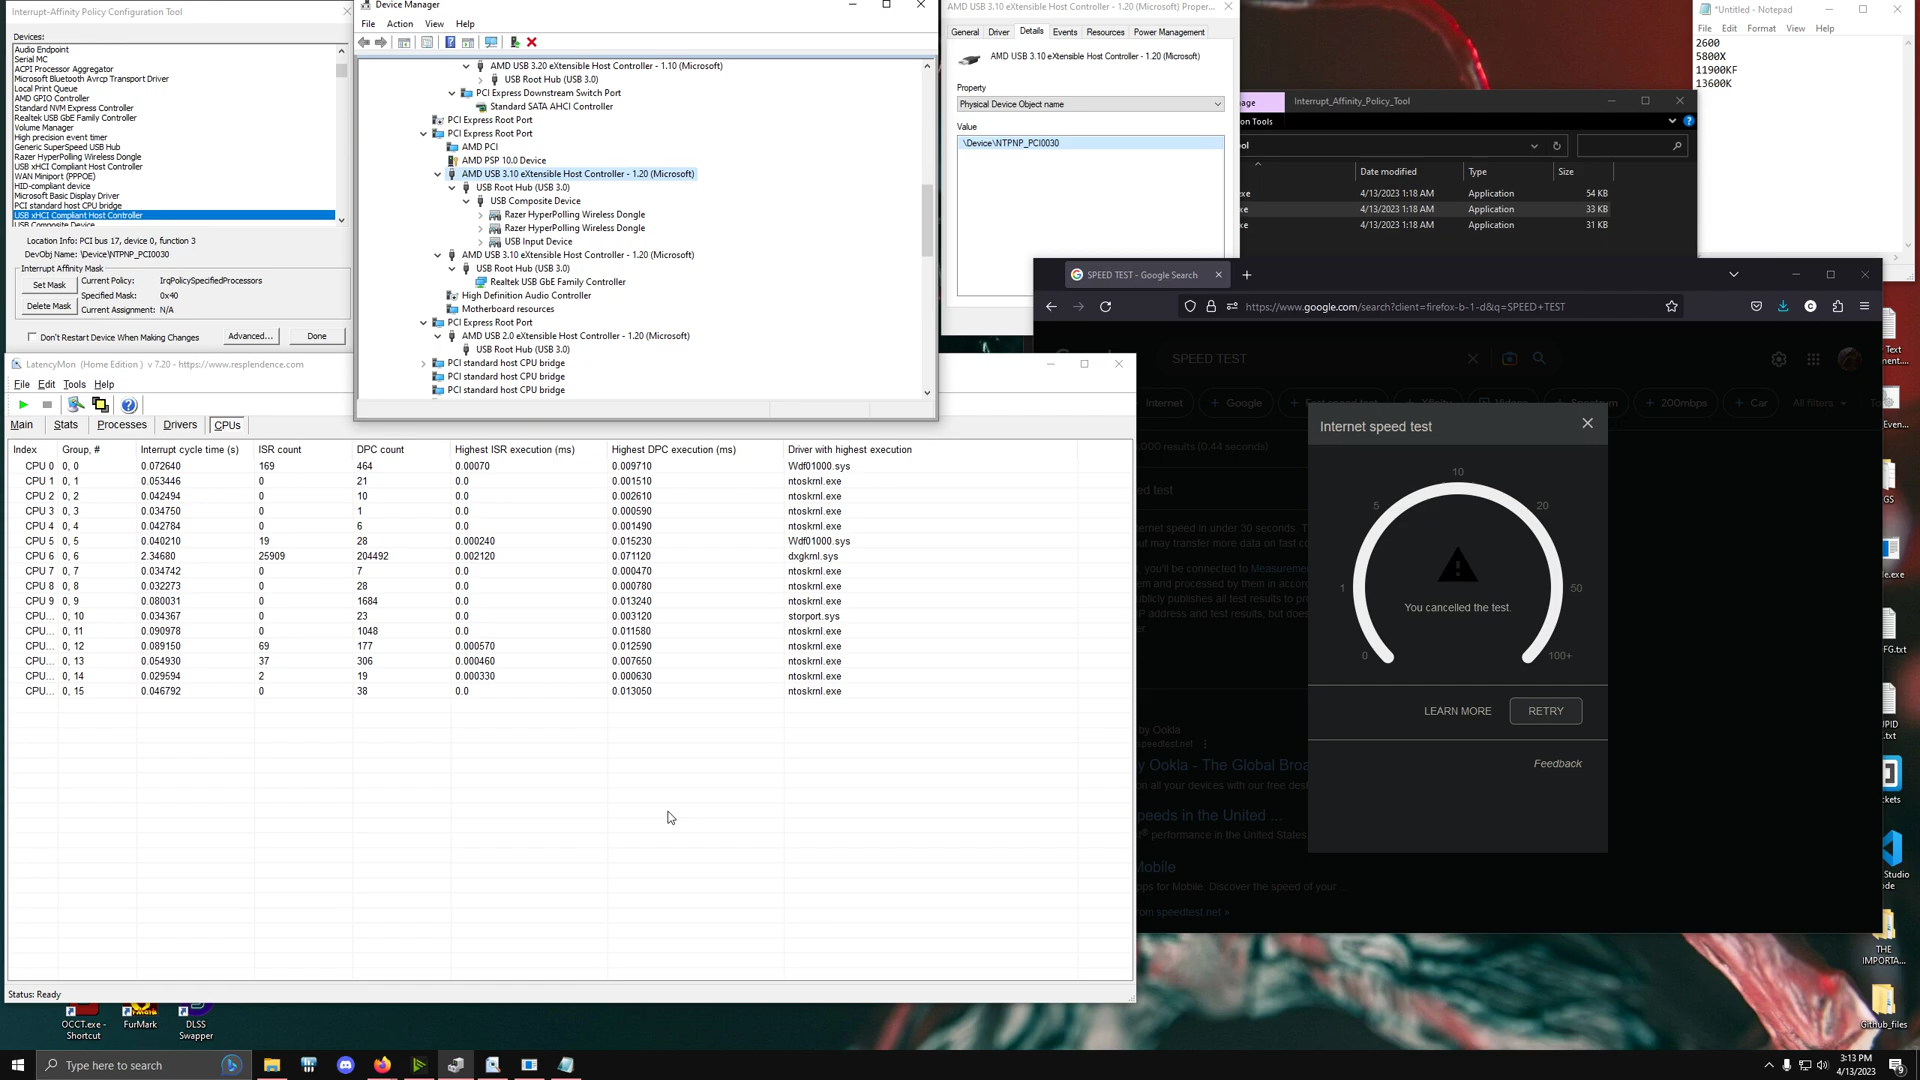 Interrupt-Affinity Policy Configuration Tool
Devices:
Audio Endpoint
Serial MC
ACPI Processor Aggregator
Microsoft Bluetooth Avrcp Transport Driver
Local Print Queue
AMD GPIO Controller
Standard NVM Express Controller
Realtek USB GbE Family Controller
Volume Manager
High precision event timer
Generic SuperSpeed USB Hub
Razer HyperPolling Wireless Dongle
USB xHCI Compliant Host Controller
WAN Miniport (PPPOE)
HID-compliant device
Microsoft Basic Display Driver
PCI standard host CPU bridge
USB xHCI Compliant Host Controller
USB Composite Device
Location Info: PCI bus 17, device 0, function 3
DevObj Name: \Device\NTPNP_PCI0030
Interrupt Affinity Mask
Set Mask Current Policy: IrqPolicySpecifiedProcessors
Specified Mask: 0x40
Delete Mask Current Assignment: N/A
Don't Restart Device When Making Changes Advanced... Done
Device Manager
File Action View Help
AMD USB 3.20 eXtensible Host Controller - 1.10 (Microsoft)
USB Root Hub (USB 3.0)
PCI Express Downstream Switch Port
Standard SATA AHCI Controller
PCI Express Root Port
PCI Express Root Port
AMD PCI
AMD PSP 10.0 Device
AMD USB 3.10 eXtensible Host Controller - 1.20 (Microsoft)
USB Root Hub (USB 3.0)
USB Composite Device
Razer HyperPolling Wireless Dongle
Razer HyperPolling Wireless Dongle
USB Input Device
AMD USB 3.10 eXtensible Host Controller - 1.20 (Microsoft)
USB Root Hub (USB 3.0)
Realtek USB GbE Family Controller
High Definition Audio Controller
Motherboard resources
PCI Express Root Port
AMD USB 2.0 eXtensible Host Controller - 1.20 (Microsoft)
USB Root Hub (USB 3.0)
PCI standard host CPU bridge
PCI standard host CPU bridge
PCI standard host CPU bridge
AMD USB 3.10 eXtensible Host Controller - 1.20 (Microsoft) Proper...
General Driver Details Events Resources Power Management
AMD USB 3.10 eXtensible Host Controller - 1.20 (Microsoft)
Property
Physical Device Object name
Value
\Device\NTPNP_PCI0030
Interrupt_Affinity_Policy_Tool
Date modified Type Size
4/13/2023 1:18 AM Application 54 KB
4/13/2023 1:18 AM Application 33 KB
4/13/2023 1:18 AM Application 31 KB
*Untitled - Notepad
File Edit Format View Help
2600
5800X
11900KF
13600K
SPEED TEST - Google Search
https://www.google.com/search?client=firefox-b-1-d&q=SPEED+TEST
SPEED TEST
Internet speed test
0 1 5 10 20 50 100+
You cancelled the test.
LEARN MORE RETRY
Feedback
LatencyMon (Home Edition) v 7.20 - https://www.resplendence.com
File Edit Tools Help
Main Stats Processes Drivers CPUs
Index Group, # Interrupt cycle time (s) ISR count DPC count Highest ISR execution (ms) Highest DPC execution (ms) Driver with highest execution
CPU 0 0, 0 0.072640 169 464 0.00070 0.009710 Wdf01000.sys
CPU 1 0, 1 0.053446 0 21 0.0 0.001510 ntoskrnl.exe
CPU 2 0, 2 0.042494 0 10 0.0 0.002610 ntoskrnl.exe
CPU 3 0, 3 0.034750 0 1 0.0 0.000590 ntoskrnl.exe
CPU 4 0, 4 0.042784 0 6 0.0 0.001490 ntoskrnl.exe
CPU 5 0, 5 0.040210 19 28 0.000240 0.015230 Wdf01000.sys
CPU 6 0, 6 2.34680 25909 204492 0.002120 0.071120 dxgkrnl.sys
CPU 7 0, 7 0.034742 0 7 0.0 0.000470 ntoskrnl.exe
CPU 8 0, 8 0.032273 0 28 0.0 0.000780 ntoskrnl.exe
CPU 9 0, 9 0.080031 0 1684 0.0 0.013240 ntoskrnl.exe
CPU... 0, 10 0.034367 0 23 0.0 0.003120 storport.sys
CPU... 0, 11 0.090978 0 1048 0.0 0.011580 ntoskrnl.exe
CPU... 0, 12 0.089150 69 177 0.000570 0.012590 ntoskrnl.exe
CPU... 0, 13 0.054930 37 306 0.000460 0.007650 ntoskrnl.exe
CPU... 0, 14 0.029594 2 19 0.000330 0.000630 ntoskrnl.exe
CPU... 0, 15 0.046792 0 38 0.0 0.013050 ntoskrnl.exe
Status: Ready
OCCT.exe - Shortcut
FurMark
DLSS Swapper
THE IMPORTA...
Github_files
Type here to search
3:13 PM
4/13/2023